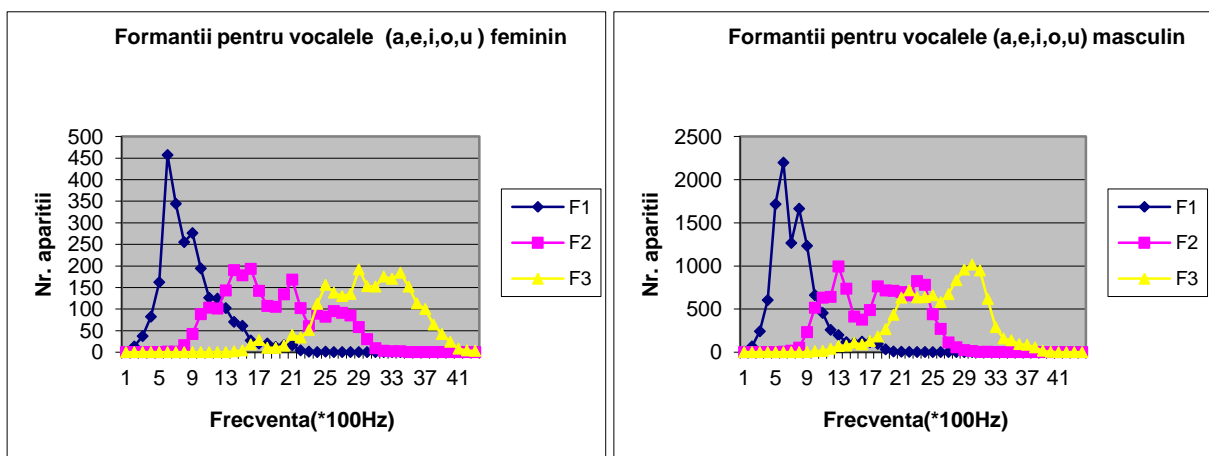 Formantii pentru vocalele (a,e,i,o,u ) feminin
500
450
400
350
300
250
200
150
100
50
0
Nr. aparitii
1 5 9 13 17 21 25 29 33 37 41
Frecventa(*100Hz)
F1
F2
F3
Formantii pentru vocalele (a,e,i,o,u) masculin
2500
2000
1500
1000
500
0
Nr. aparitii
1 5 9 13 17 21 25 29 33 37 41
Frecventa(*100Hz)
F1
F2
F3